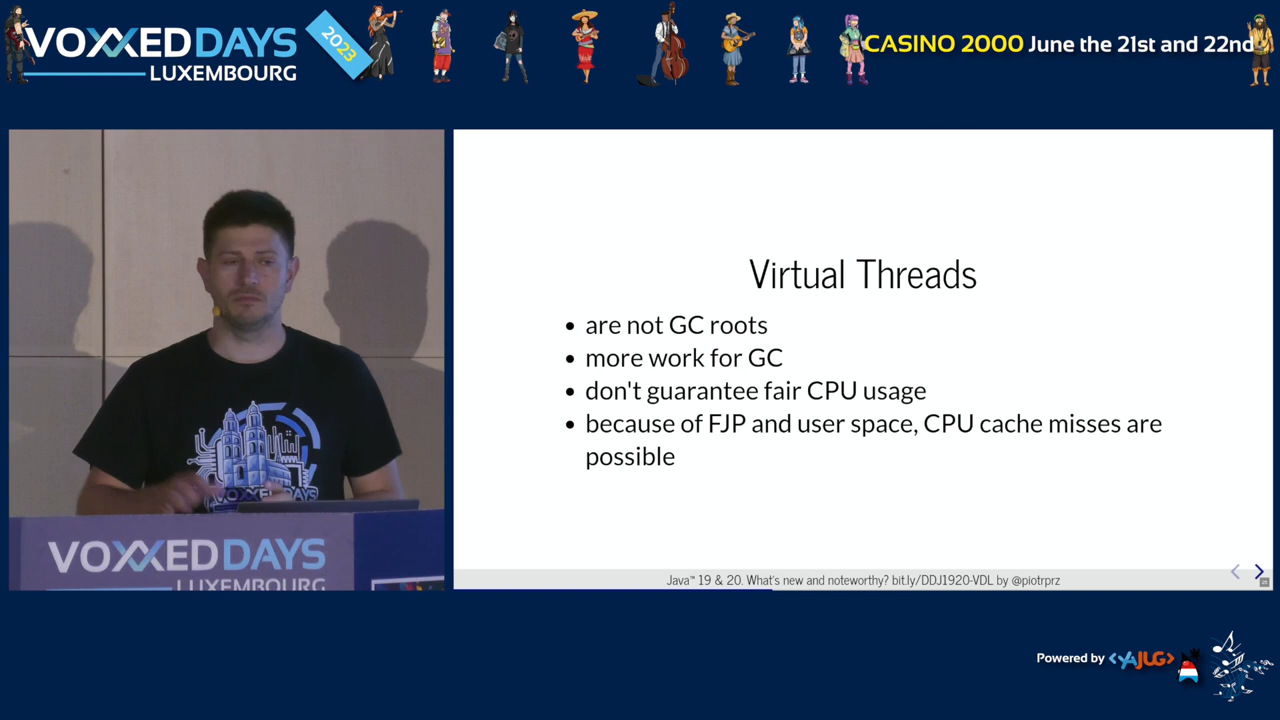 VOXXED DAYS
LUXEMBOURG
2023
CASINO 2000 June the 21st and 22nd
Virtual Threads
• are not GC roots
• more work for GC
• don't guarantee fair CPU usage
• because of FJP and user space, CPU cache misses are
possible
Java™ 19 & 20. What's new and noteworthy? bit.ly/DDJ1920-VDL by @piotrprz
VOXXED DAYS
VOXXED DAYS
LUXEMBOURG
Powered by <YAJUG>